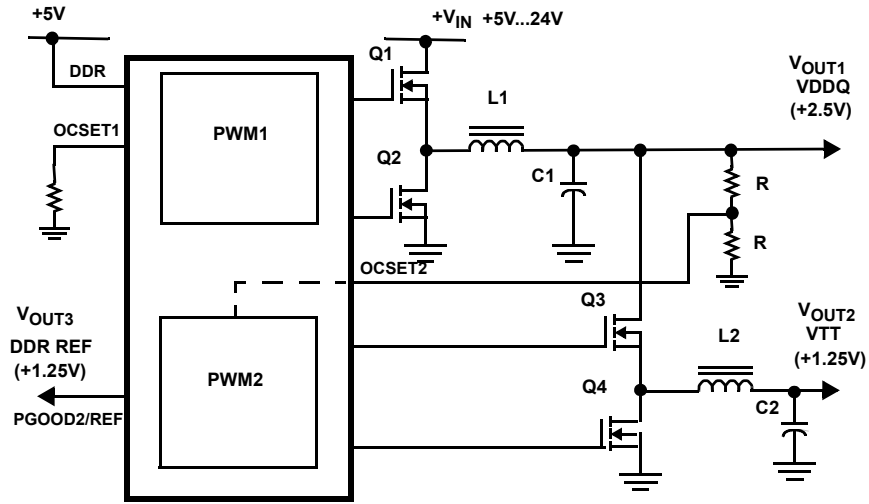 +5V
DDR
OCSET1
PWM1
+VIN +5V...24V
Q1
Q2
L1
C1
VOUT1
VDDQ
(+2.5V)
R
R
OCSET2
VOUT3
DDR REF
(+1.25V)
PGOOD2/REF
PWM2
Q3
Q4
L2
C2
VOUT2
VTT
(+1.25V)